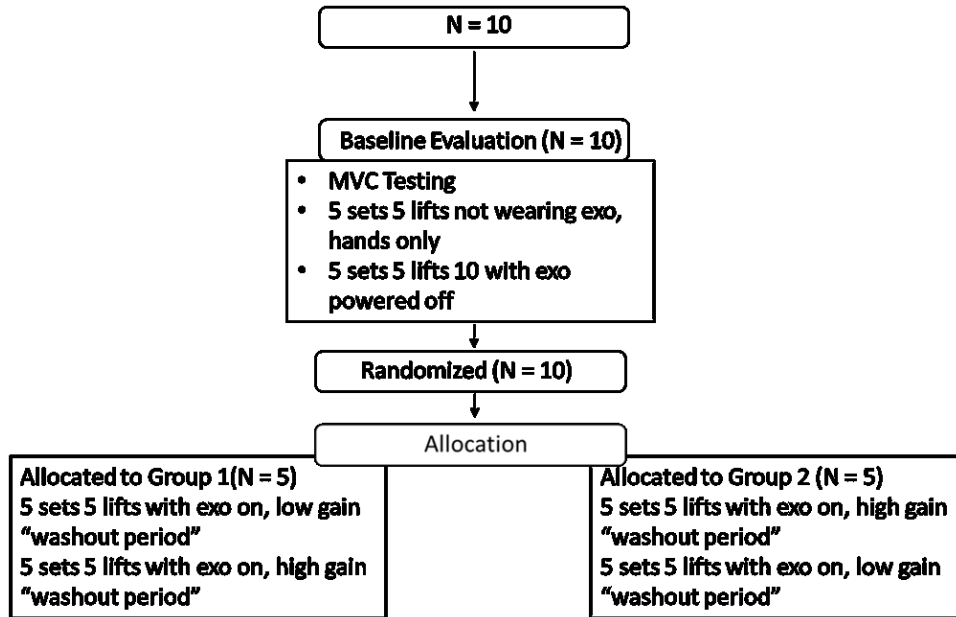 N = 10
Baseline Evaluation (N = 10)
• MVC Testing
• 5 sets 5 lifts not wearing exo,
hands only
• 5 sets 5 lifts 10 with exo
powered off
Randomized (N = 10)
Allocation
Allocated to Group 1(N = 5)
5 sets 5 lifts with exo on, low gain
“washout period”
5 sets 5 lifts with exo on, high gain
“washout period”
Allocated to Group 2 (N = 5)
5 sets 5 lifts with exo on, high gain
“washout period”
5 sets 5 lifts with exo on, low gain
“washout period”